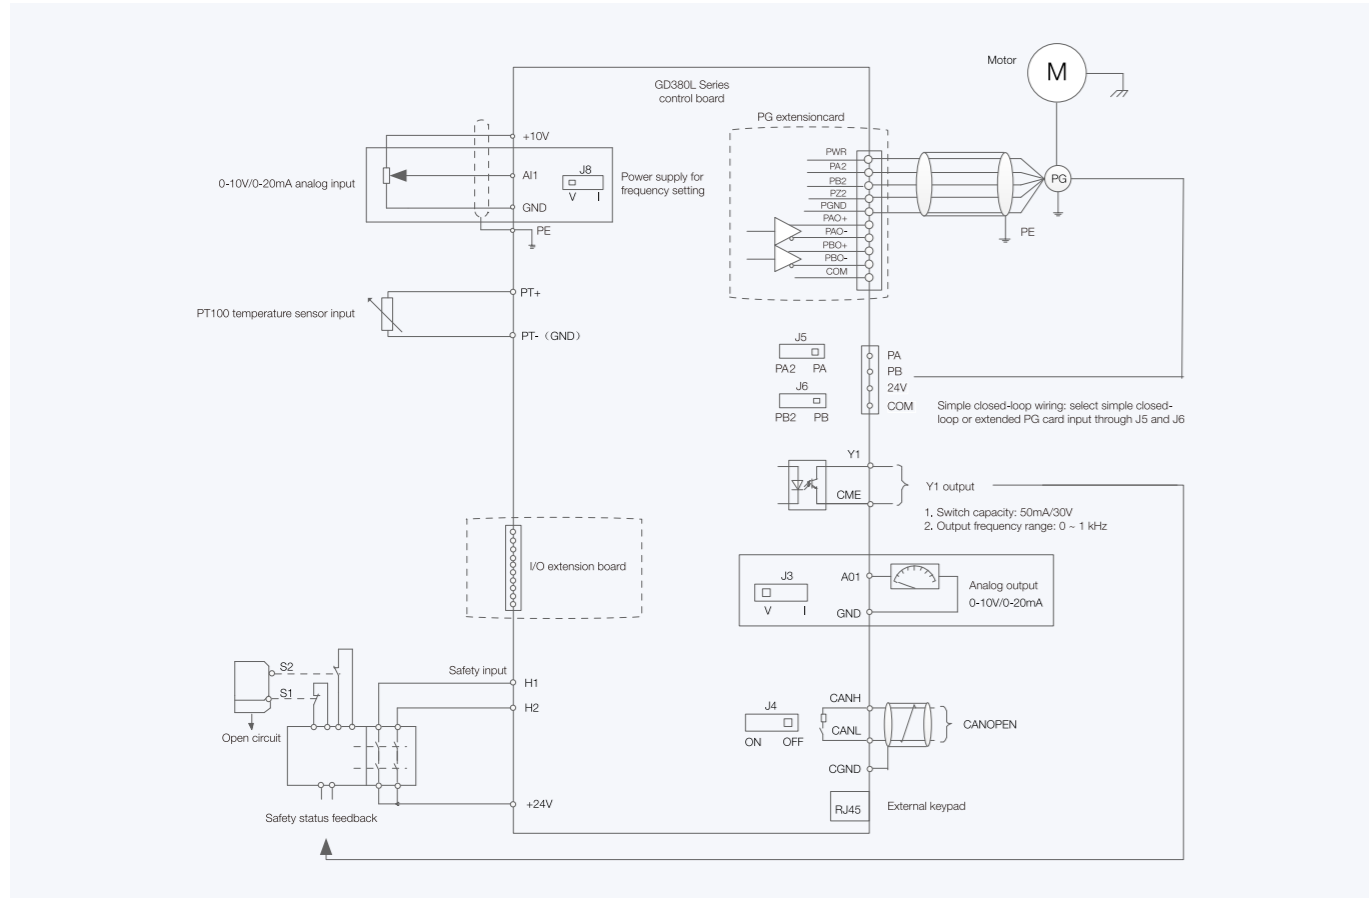 Motor
M
GD380L Series
control board
PG extensioncard
+10V
AI1
GND
PE
0-10V/0-20mA analog input
J8
V I
Power supply for
frequency setting
PWR
PA2
PB2
PZ2
PGND
PAO+
PAO-
PBO+
PBO-
COM
PG
PE
PT100 temperature sensor input
PT+
PT- (GND)
J5
PA2 PA
J6
PB2 PB
PA
PB
24V
COM
Simple closed-loop wiring: select simple closed-
loop or extended PG card input through J5 and J6
Y1
CME
Y1 output
1. Switch capacity: 50mA/30V
2. Output frequency range: 0 ~ 1 kHz
I/O extension board
J3
V I
A01
GND
Analog output
0-10V/0-20mA
Safety input
S2
S1
Open circuit
H1
H2
+24V
Safety status feedback
J4
ON OFF
CANH
CANL
CGND
CANOPEN
RJ45
External keypad